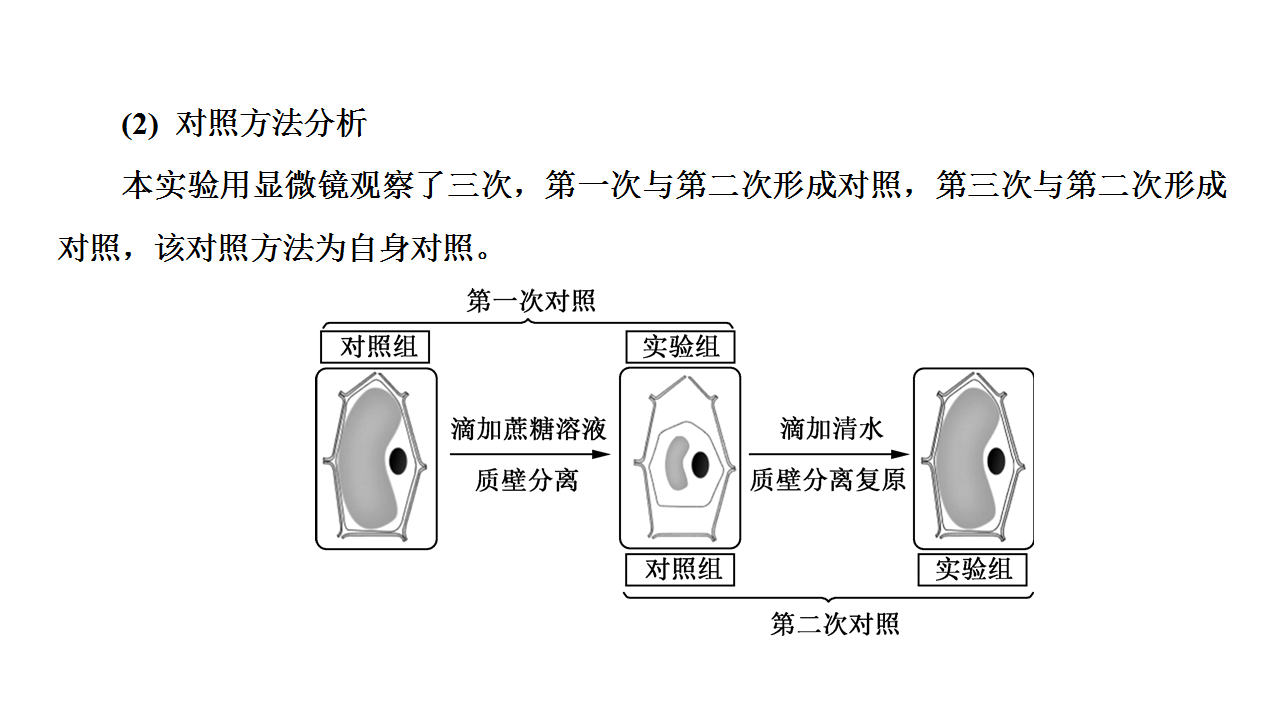 (2) 对照方法分析
本实验用显微镜观察了三次，第一次与第二次形成对照，第三次与第二次形成
对照，该对照方法为自身对照。
第一次对照
对照组
实验组
滴加蔗糖溶液
质壁分离
滴加清水
质壁分离复原
对照组
实验组
第二次对照